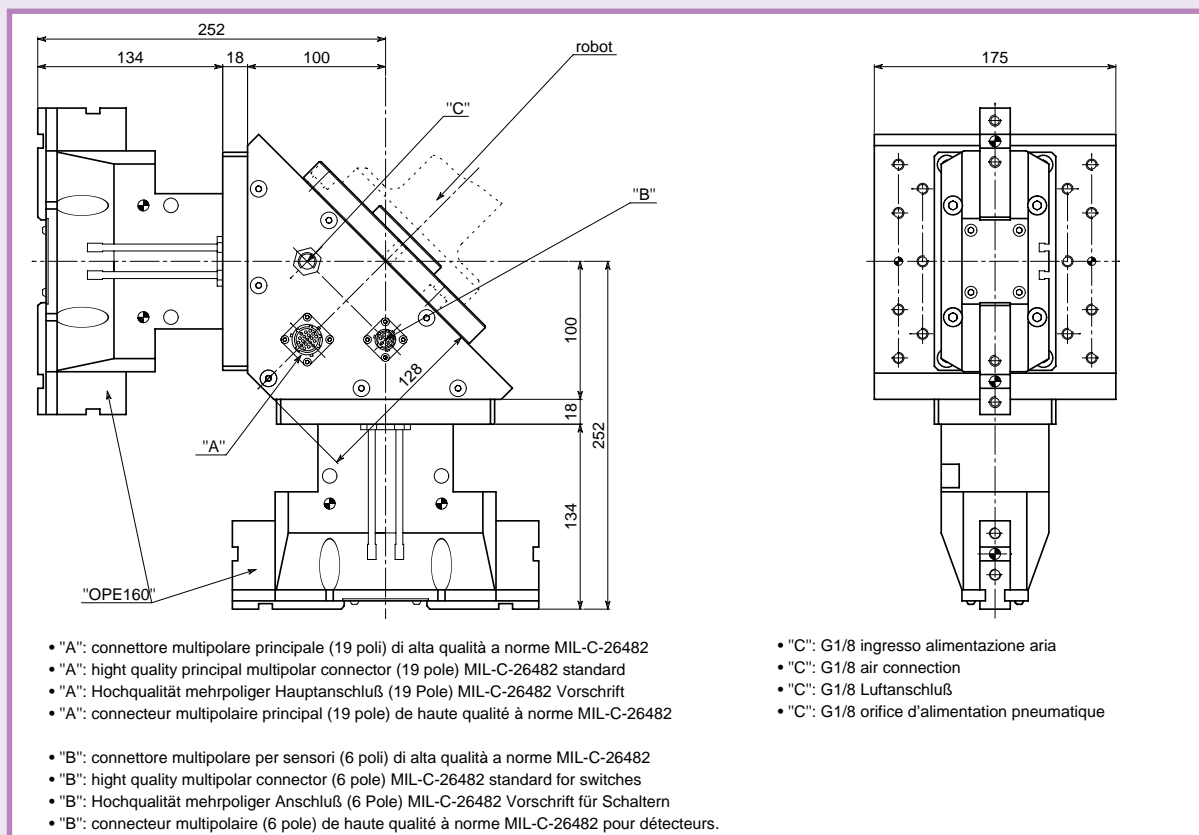 252
134
18
100
robot
"C"
"B"
175
100
128
18
252
134
"A"
"OPE160"
• "A": connettore multipolare principale (19 poli) di alta qualità a norme MIL-C-26482
• "A": hight quality principal multipolar connector (19 pole) MIL-C-26482 standard
• "A": Hochqualität mehrpoliger Hauptanschluß (19 Pole) MIL-C-26482 Vorschrift
• "A": connecteur multipolaire principal (19 pole) de haute qualité à norme MIL-C-26482
• "B": connettore multipolare per sensori (6 poli) di alta qualità a norme MIL-C-26482
• "B": hight quality multipolar connector (6 pole) MIL-C-26482 standard for switches
• "B": Hochqualität mehrpoliger Anschluß (6 Pole) MIL-C-26482 Vorschrift für Schaltern
• "B": connecteur multipolaire (6 pole) de haute qualité à norme MIL-C-26482 pour détecteurs.
• "C": G1/8 ingresso alimentazione aria
• "C": G1/8 air connection
• "C": G1/8 Luftanschluß
• "C": G1/8 orifice d’alimentation pneumatique